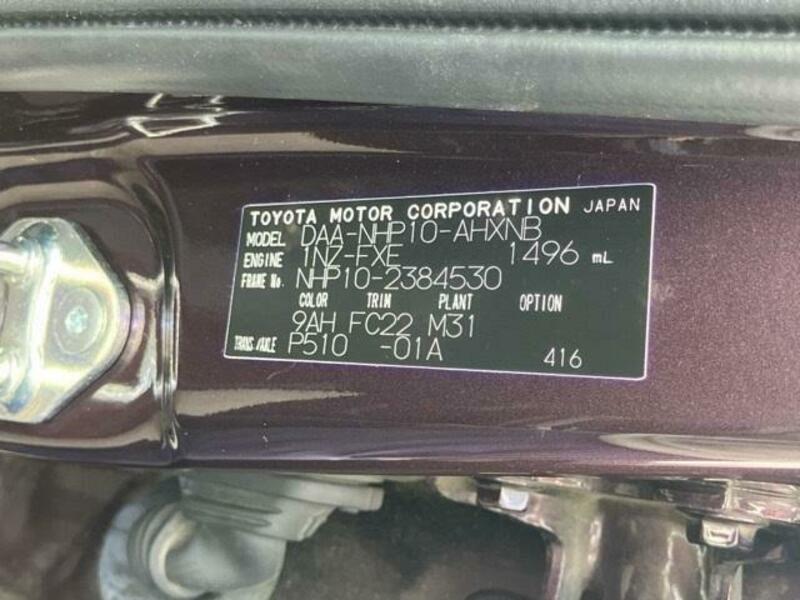 TOYOTA MOTOR CORPORATION JAPAN
MODEL DAA-NHP10-AHXNB
ENGINE 1NZ-FXE 1496 mL
FRAME No. NHP10-2384530
COLOR TRIM PLANT OPTION
9AH FC22 M31
TRANS./AXLE P510 -01A 416